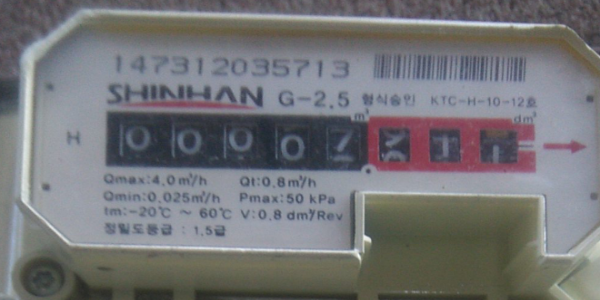 147312035713
SHINHAN G-2.5 형식승인 KTC-H-10-12호
m³ dm³
H 0000
Qmax:4.0㎥/h Qt:0.8㎥/h
Qmin:0.025㎥/h Pmax:50 kPa
tm:-20℃ ~ 60℃ V:0.8 dm³/Rev
정밀도등급 : 1.5급